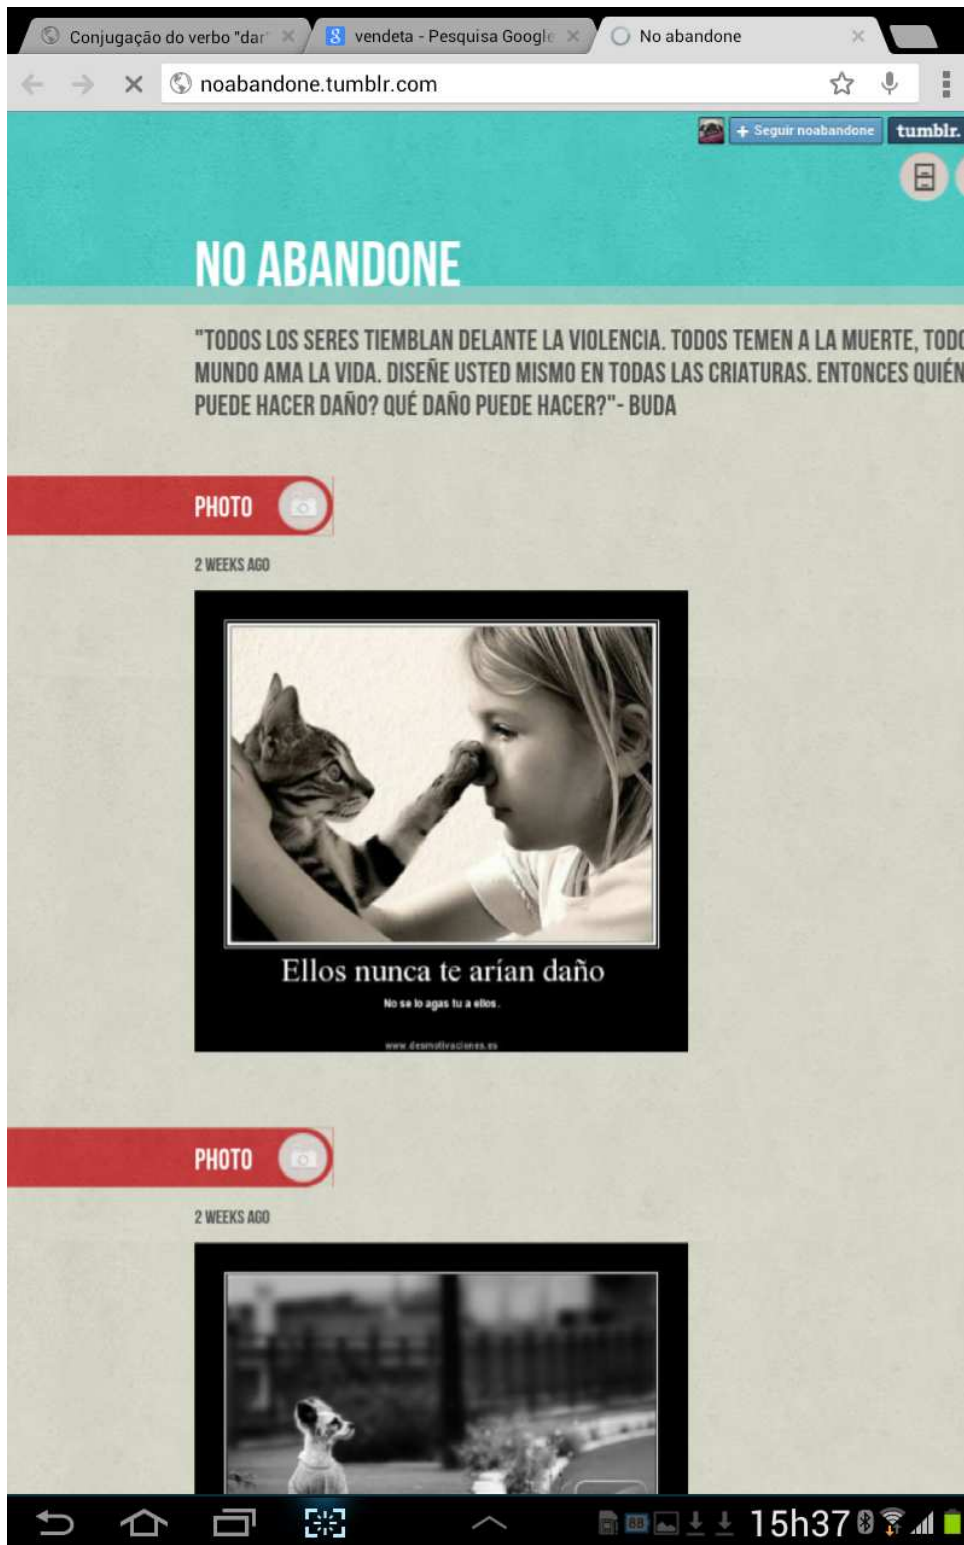 Conjugação do verbo "dar"
vendeta - Pesquisa Google
No abandone
noabandone.tumblr.com
+ Seguir noabandone
tumblr.
NO ABANDONE
"TODOS LOS SERES TIEMBLAN DELANTE LA VIOLENCIA. TODOS TEMEN A LA MUERTE, TODO
MUNDO AMA LA VIDA. DISEÑE USTED MISMO EN TODAS LAS CRIATURAS. ENTONCES QUIÉN
PUEDE HACER DAÑO? QUÉ DAÑO PUEDE HACER?"- BUDA
PHOTO
2 WEEKS AGO
Ellos nunca te arían daño
No se lo agas tu a ellos.
www.desmotivaciones.es
PHOTO
2 WEEKS AGO
88
15h37